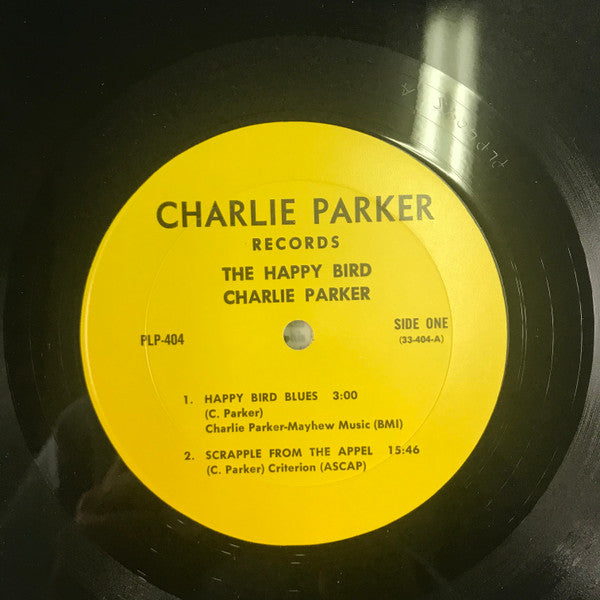 CHARLIE PARKER
RECORDS
THE HAPPY BIRD
CHARLIE PARKER
PLP-404
SIDE ONE
(33-404-A)
1. HAPPY BIRD BLUES 3:00
(C. Parker)
Charlie Parker-Mayhew Music (BMI)
2. SCRAPPLE FROM THE APPEL 15:46
(C. Parker) Criterion (ASCAP)